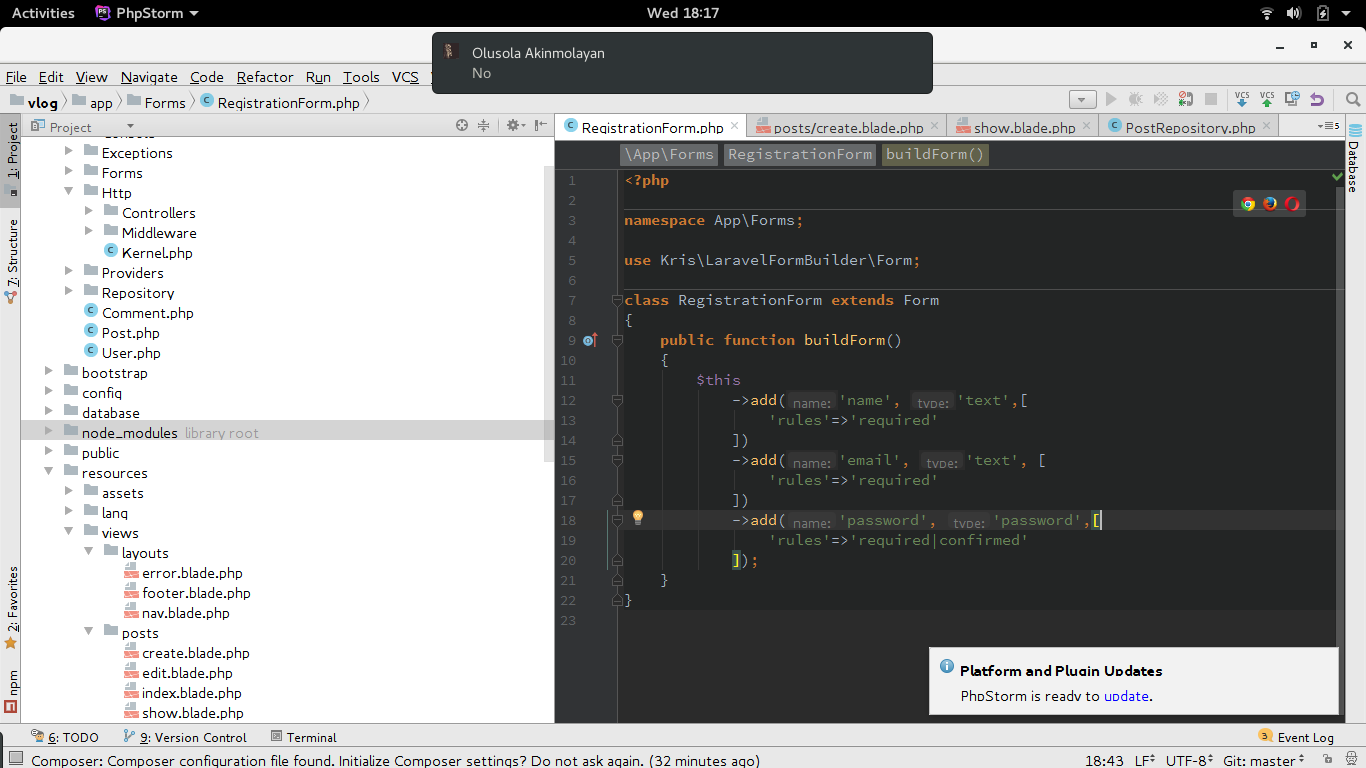 Activities PhpStorm Wed 18:17
Olusola Akinmolayan
No
File Edit View Navigate Code Refactor Run Tools VCS
vlog app Forms RegistrationForm.php
VCS VCS
1: Project
7: Structure
2: Favorites
npm
Project
Exceptions
Forms
Http
Controllers
Middleware
Kernel.php
Providers
Repository
Comment.php
Post.php
User.php
bootstrap
config
database
node_modules library root
public
resources
assets
lang
views
layouts
error.blade.php
footer.blade.php
nav.blade.php
posts
create.blade.php
edit.blade.php
index.blade.php
show.blade.php
RegistrationForm.php posts/create.blade.php show.blade.php PostRepository.php 5
Database
\App\Forms RegistrationForm buildForm()
1 <?php
2
3 namespace App\Forms;
4
5 use Kris\LaravelFormBuilder\Form;
6
7 class RegistrationForm extends Form
8 {
9 public function buildForm()
10 {
11 $this
12 ->add( name: 'name', type: 'text',[
13 'rules'=>'required'
14 ])
15 ->add( name: 'email', type: 'text', [
16 'rules'=>'required'
17 ])
18 ->add( name: 'password', type: 'password',[
19 'rules'=>'required|confirmed'
20 ]);
21 }
22 }
23
Platform and Plugin Updates
PhpStorm is ready to update.
6: TODO 9: Version Control Terminal 3 Event Log
Composer: Composer configuration file found. Initialize Composer settings? Do not ask again. (32 minutes ago) 18:43 LF UTF-8 Git: master